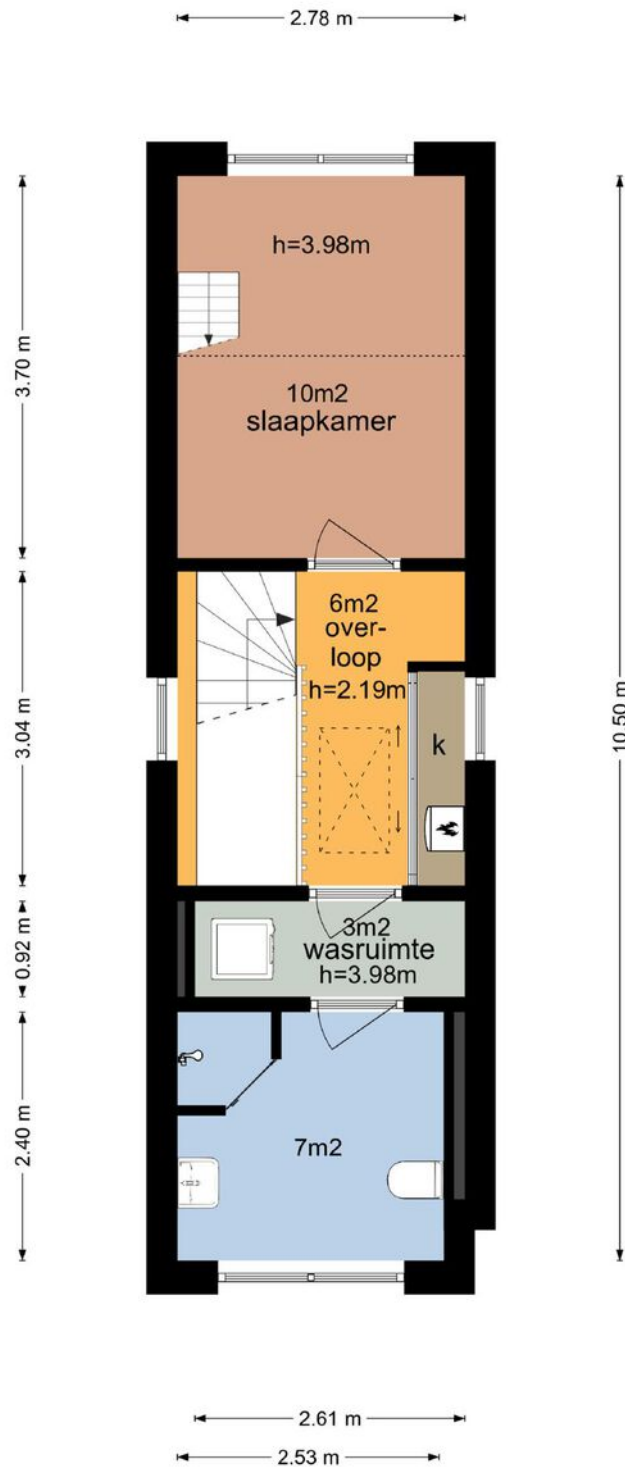 2.78 m
h=3.98m
3.70 m
10m2
slaapkamer
6m2
over-
loop
h=2.19m
3.04 m
10.50 m
k
3m2
wasruimte
h=3.98m
0.92 m
2.40 m
7m2
2.61 m
2.53 m